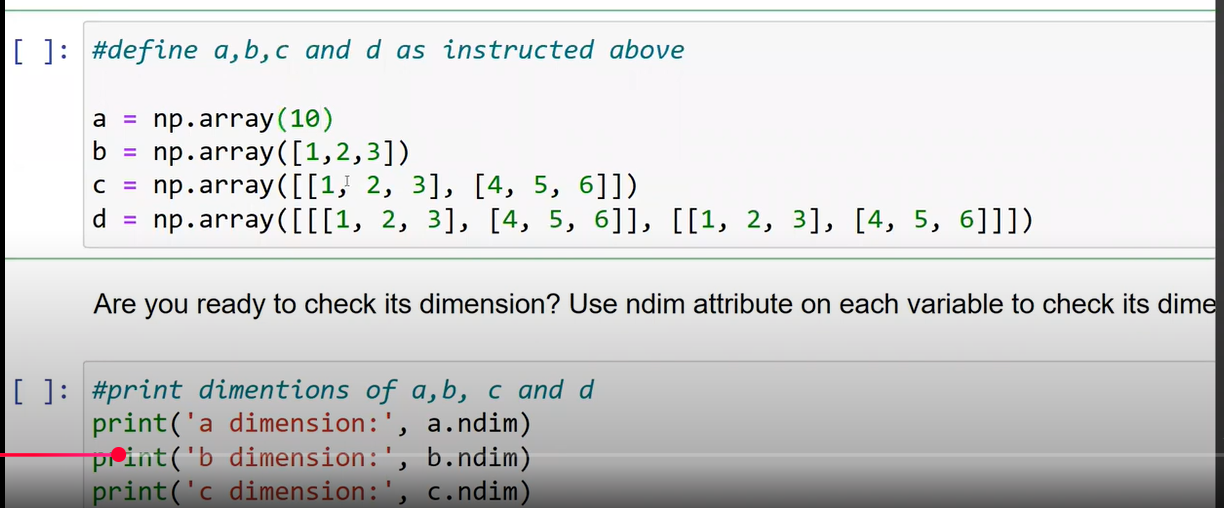 [ ]: #define a,b,c and d as instructed above
a = np.array(10)
b = np.array([1,2,3])
c = np.array([[1, 2, 3], [4, 5, 6]])
d = np.array([[[1, 2, 3], [4, 5, 6]], [[1, 2, 3], [4, 5, 6]]])
Are you ready to check its dimension? Use ndim attribute on each variable to check its dime
[ ]: #print dimentions of a,b, c and d
print('a dimension:', a.ndim)
print('b dimension:', b.ndim)
print('c dimension:', c.ndim)